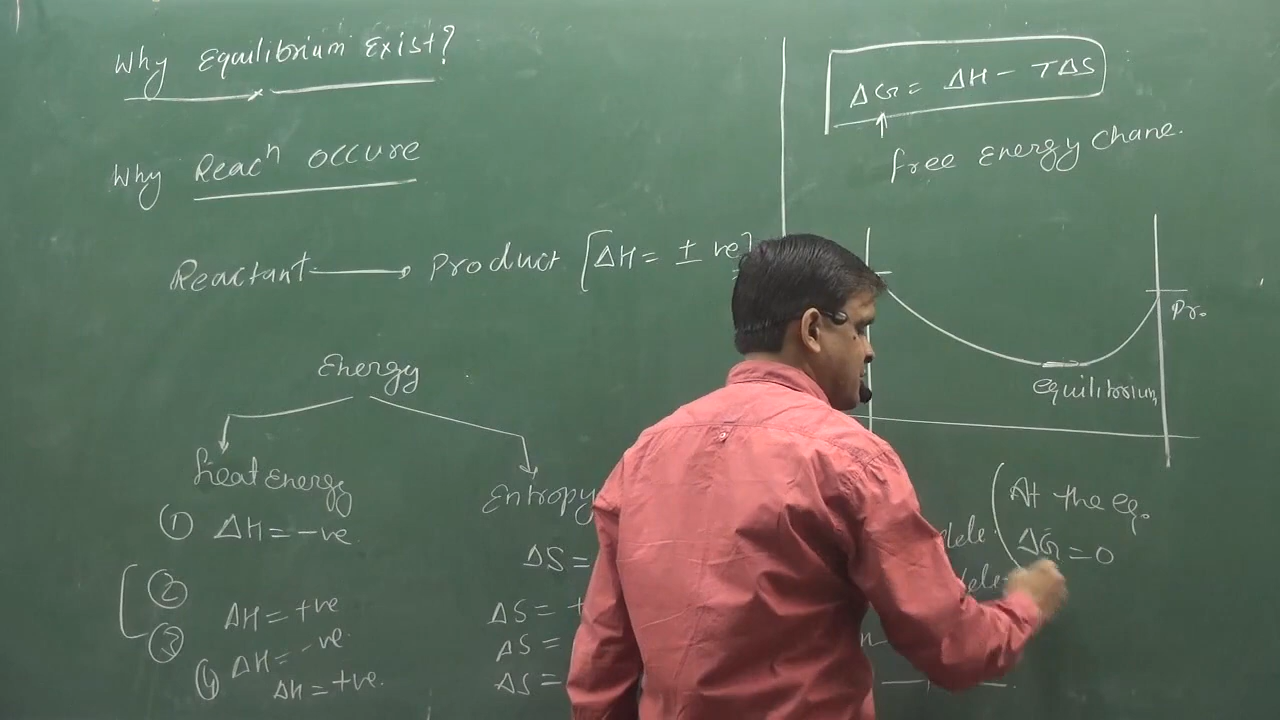 Why Equilibrium Exist?
Why Reacⁿ Occure
Reactant → Product [ΔH = ± ve]
Energy
Heat Energy
① ΔH = -ve
② ΔH = +ve
③ ΔH = -ve
④ ΔH = +ve.
Entropy
ΔS =
ΔS = +
ΔS =
ΔS =
ΔG = ΔH - TΔS
free Energy Chane.
Pr.
equilibrium
At the eq.
ΔG = 0